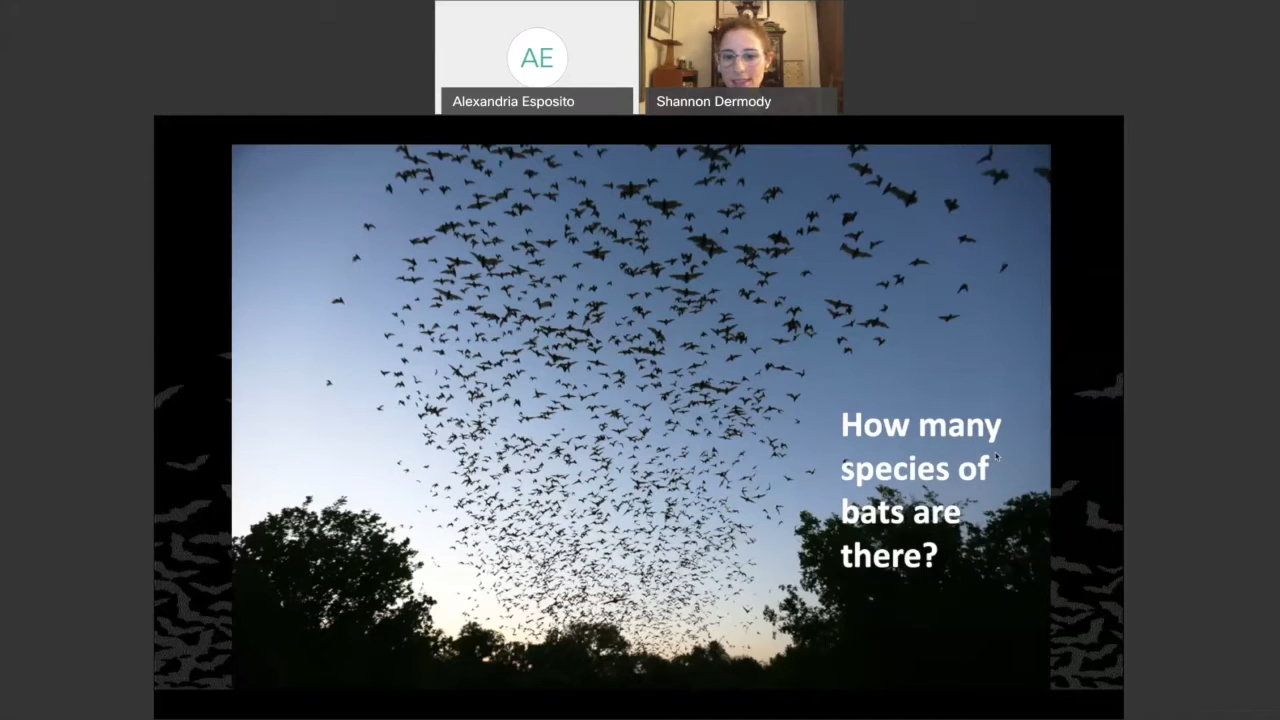 AE
Alexandria Esposito
Shannon Dermody
How many
species of
bats are
there?